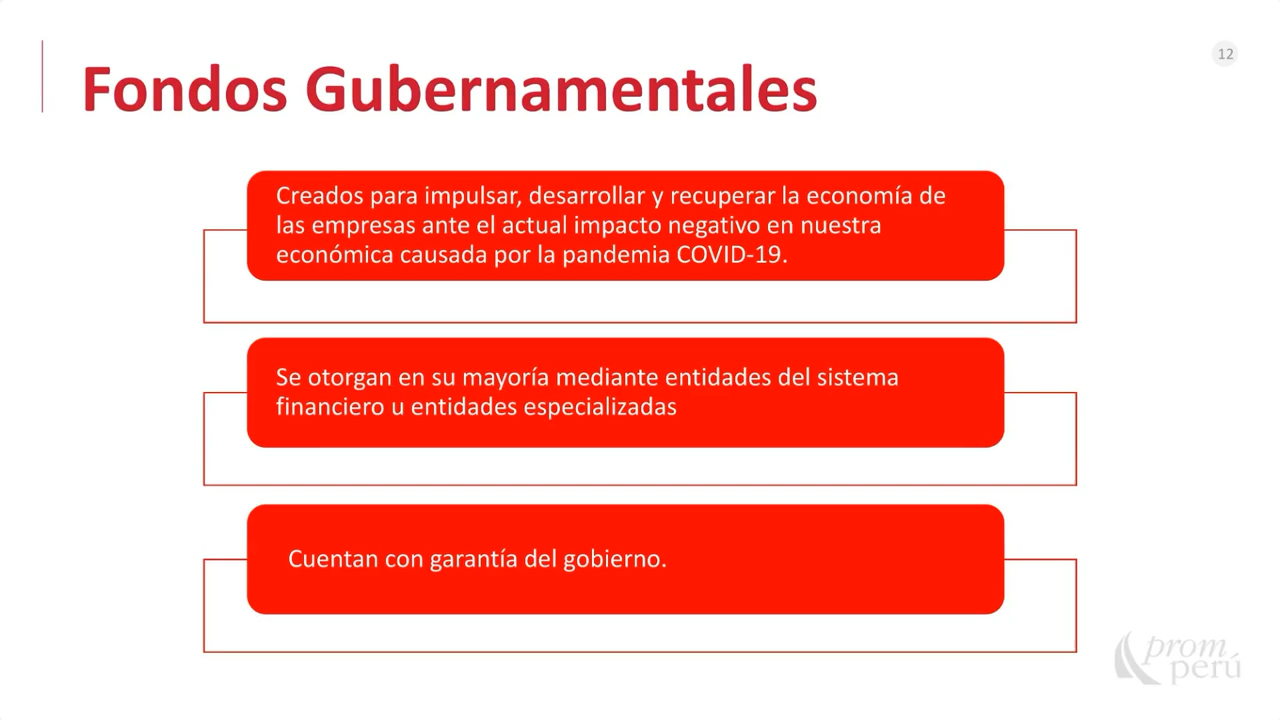 12
Fondos Gubernamentales
Creados para impulsar, desarrollar y recuperar la economía de
las empresas ante el actual impacto negativo en nuestra
económica causada por la pandemia COVID-19.
Se otorgan en su mayoría mediante entidades del sistema
financiero u entidades especializadas
Cuentan con garantía del gobierno.
prom
perú